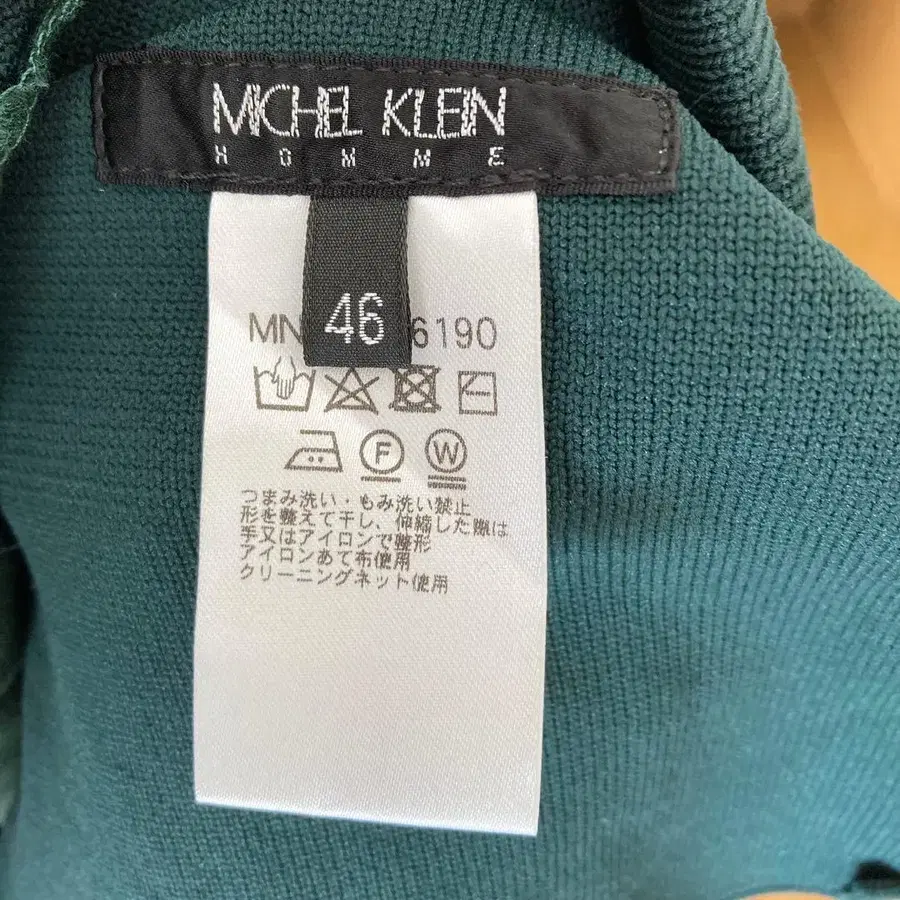 MICHEL KLEIN
HOMME
46
MN 6190
F W
つまみ洗い・もみ洗い禁止
形を整えて干し、伸縮した際は
手又はアイロンで整形
アイロンあて布使用
クリーニングネット使用